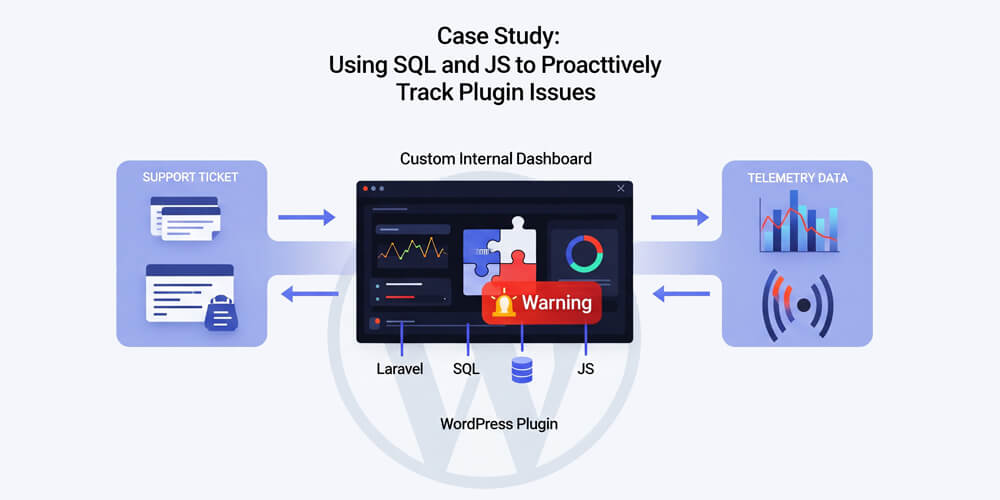 Case Study:
Using SQL and JS to Proacttively
Track Plugin Issues
Custom Internal Dashboard
SUPPORT TICKET
TELEMETRY DATA
Warning
Laravel
SQL
JS
WordPress Plugin